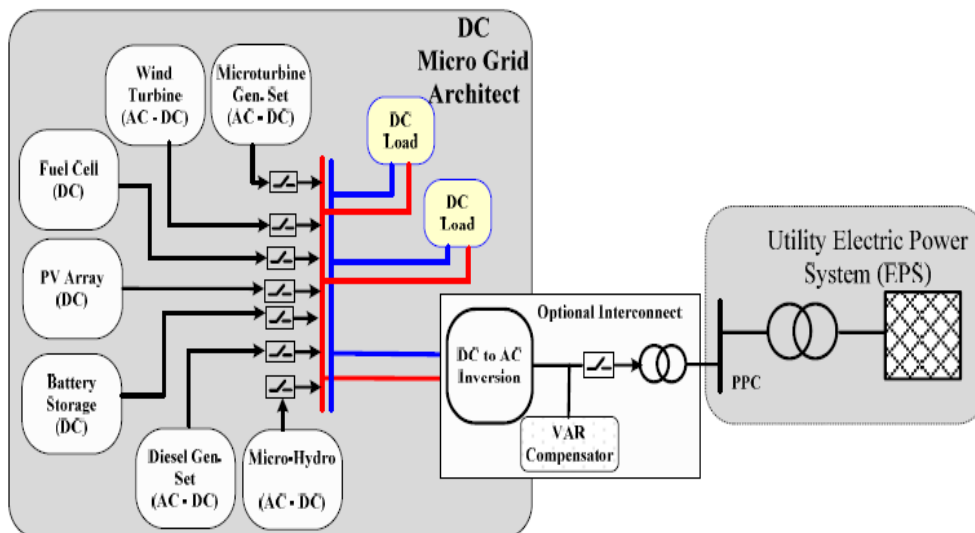 DC
Micro Grid
Architect
Wind
Turbine
(AC - DC)
Microturbine
Gen. Set
(AC - DC)
DC
Load
Fuel Cell
(DC)
DC
Load
PV Array
(DC)
Battery
Storage
(DC)
Diesel Gen.
Set
(AC - DC)
Micro-Hydro
(AC - DC)
Optional Interconnect
DC to AC
Inversion
VAR
Compensator
Utility Electric Power
System (EPS)
PPC